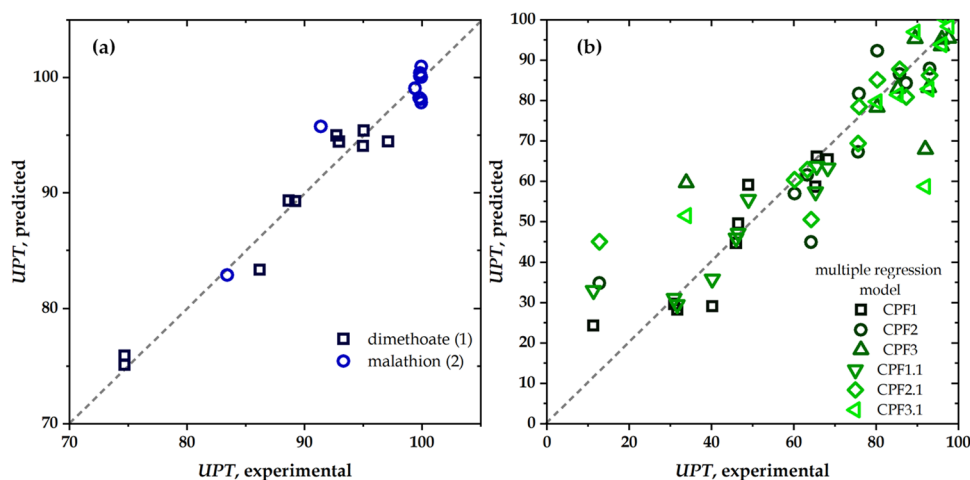 (a)
100
90
80
70
UPT, predicted
dimethoate (1)
malathion (2)
70
80
90
100
UPT, experimental
(b)
100
90
80
70
60
50
40
30
20
10
0
UPT, predicted
multiple regression
model
CPF1
CPF2
CPF3
CPF1.1
CPF2.1
CPF3.1
0
20
40
60
80
100
UPT, experimental